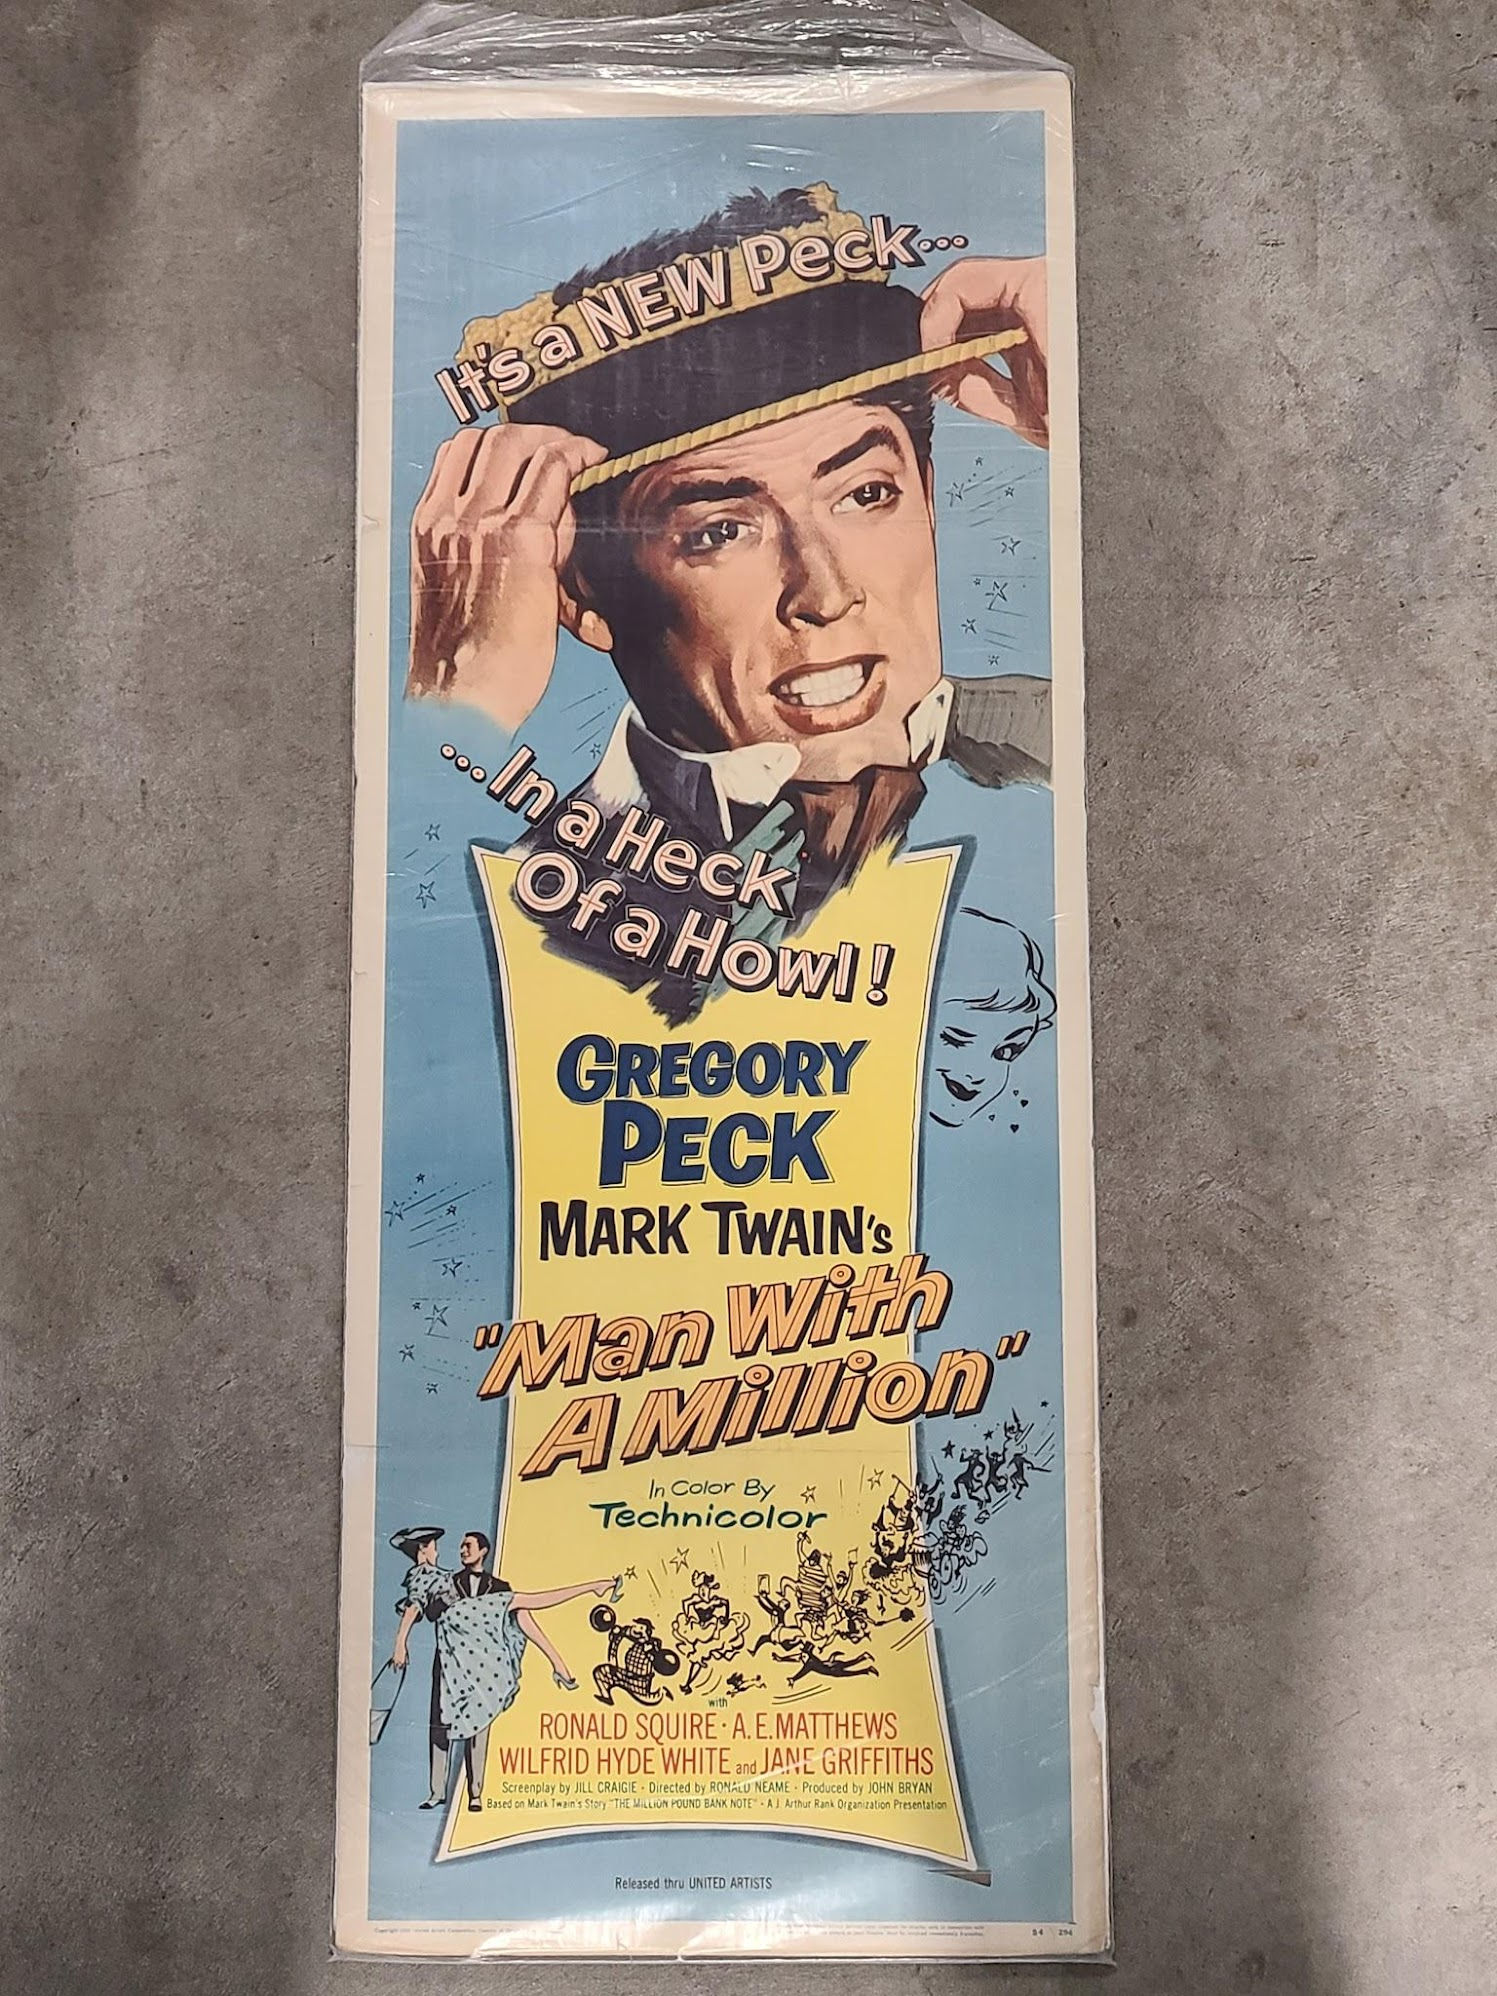 It's a NEW Peck...
...In a Heck
Of a Howl!
GREGORY
PECK
MARK TWAIN's
"Man With
A Million"
In Color By
Technicolor
with
RONALD SQUIRE · A.E. MATTHEWS
WILFRID HYDE WHITE and JANE GRIFFITHS
Screenplay by JILL CRAIGIE · Directed by RONALD NEAME · Produced by JOHN BRYAN
Based on Mark Twain's Story "THE MILLION POUND BANK NOTE" · A J. Arthur Rank Organization Presentation
Released thru UNITED ARTISTS
54 294